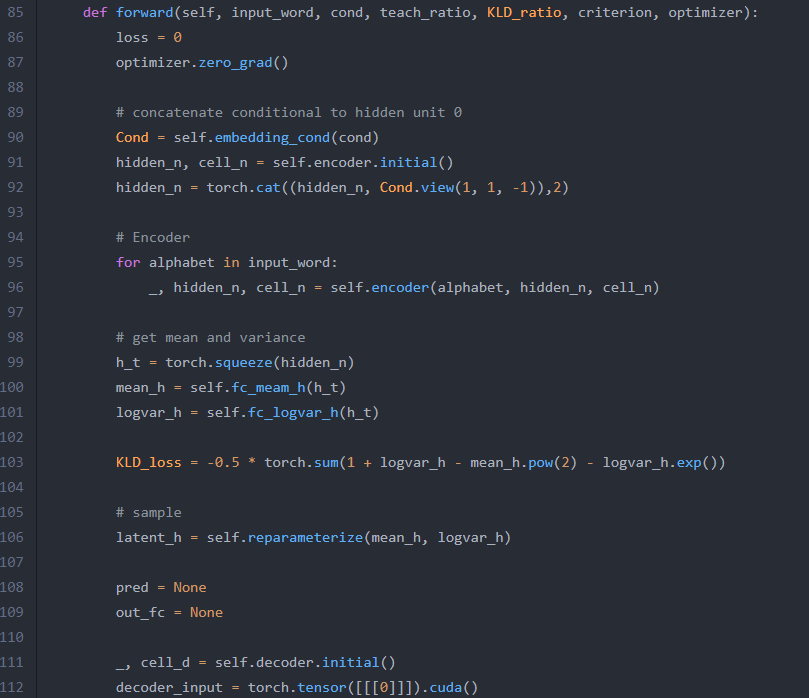 85 def forward(self, input_word, cond, teach_ratio, KLD_ratio, criterion, optimizer):
86 loss = 0
87 optimizer.zero_grad()
88
89 # concatenate conditional to hidden unit 0
90 Cond = self.embedding_cond(cond)
91 hidden_n, cell_n = self.encoder.initial()
92 hidden_n = torch.cat((hidden_n, Cond.view(1, 1, -1)),2)
93
94 # Encoder
95 for alphabet in input_word:
96 _, hidden_n, cell_n = self.encoder(alphabet, hidden_n, cell_n)
97
98 # get mean and variance
99 h_t = torch.squeeze(hidden_n)
100 mean_h = self.fc_meam_h(h_t)
101 logvar_h = self.fc_logvar_h(h_t)
102
103 KLD_loss = -0.5 * torch.sum(1 + logvar_h - mean_h.pow(2) - logvar_h.exp())
104
105 # sample
106 latent_h = self.reparameterize(mean_h, logvar_h)
107
108 pred = None
109 out_fc = None
110
111 _, cell_d = self.decoder.initial()
112 decoder_input = torch.tensor([[[0]]]).cuda()